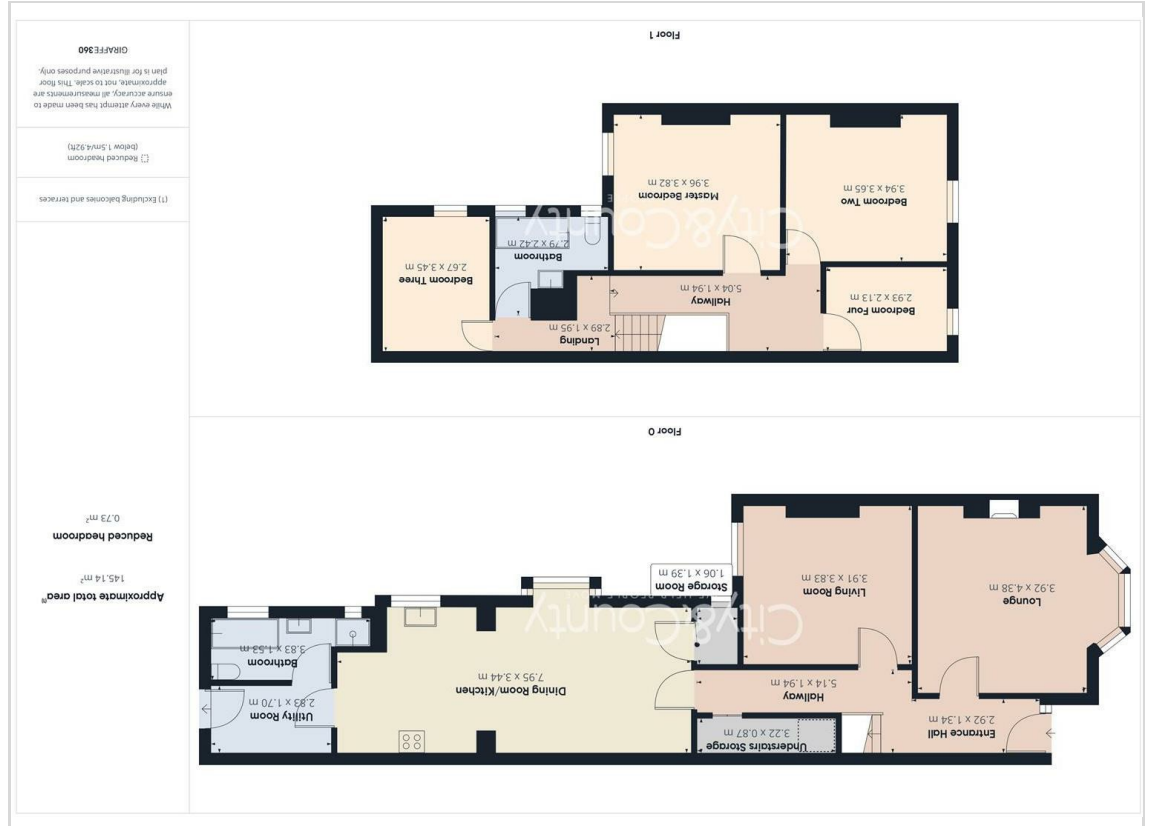 Floor 0
Entrance Hall
2.92 x 1.34 m
Lounge
3.92 x 4.38 m
Understairs Storage
3.22 x 0.87 m
Hallway
5.14 x 1.94 m
Living Room
3.91 x 3.83 m
Storage Room
1.06 x 1.39 m
Dining Room/Kitchen
7.95 x 3.44 m
Utility Room
2.83 x 1.70 m
Bathroom
3.83 x 1.53 m
City&County
City&County
Floor 1
Bedroom Four
2.93 x 2.13 m
Bedroom Two
3.94 x 3.65 m
Hallway
5.04 x 1.94 m
Master Bedroom
3.96 x 3.82 m
Landing
2.89 x 1.95 m
Bathroom
2.79 x 2.42 m
Bedroom Three
2.67 x 3.45 m
City&County
City&County
Approximate total area⁽¹⁾
145.14 m²
Reduced headroom
0.73 m²
(1) Excluding balconies and terraces
Reduced headroom
(below 1.5m/4.92ft)
While every attempt has been made to
ensure accuracy, all measurements are
approximate, not to scale. This floor
plan is for illustrative purposes only.
GIRAFFE360